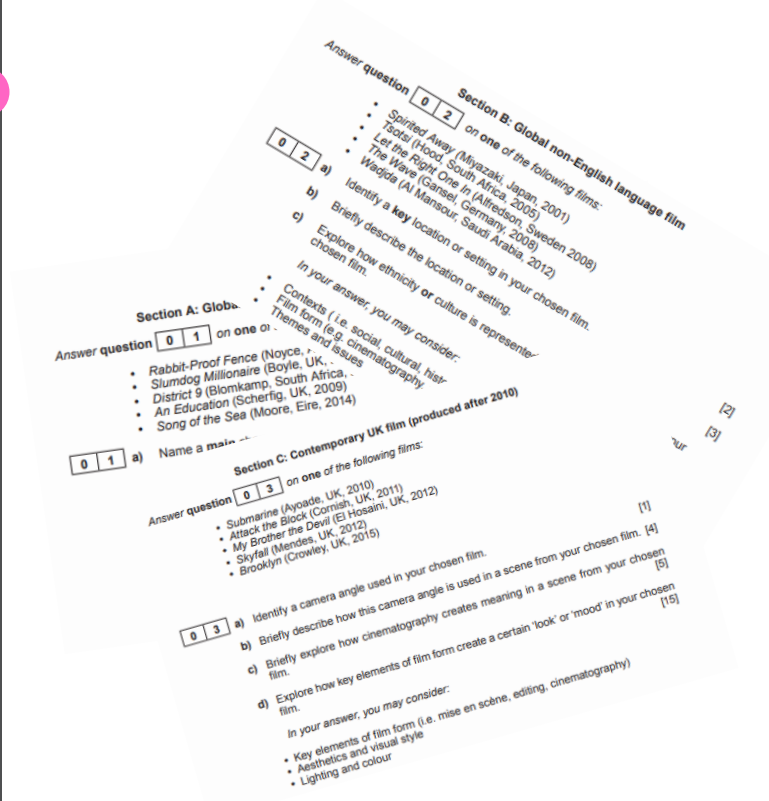 Section B: Global non-English language film
Answer question 0 2 on one of the following films:
• Spirited Away (Miyazaki, Japan, 2001)
• Tsotsi (Hood, South Africa, 2005)
• Let the Right One In (Alfredson, Sweden 2008)
• The Wave (Gansel, Germany, 2008)
• Wadjda (Al Mansour, Saudi Arabia, 2012)
0 2 a) Identify a key location or setting in your chosen film.
b) Briefly describe the location or setting.
c) Explore how ethnicity or culture is
chosen film.
In your answer, you may consider:
• Contexts ( i.e. social, cultural,
• Film form (e.g. cinematography,
• Themes and issues
Section A:
Answer question 0 1 on one
• Rabbit-Proof Fence (Noyce,
• Slumdog Millionaire (Boyle, UK,
• District 9 (Blomkamp, South Africa,
• An Education (Scherfig, UK, 2009)
• Song of the Sea (Moore, Eire, 2014)
0 1 a) Name a main
[2]
[3]
Section C: Contemporary UK film (produced after 2010)
Answer question 0 3 on one of the following films:
• Submarine (Ayoade, UK, 2010)
• Attack the Block (Cornish, UK, 2011)
• My Brother the Devil (El Hosaini, UK, 2012)
• Skyfall (Mendes, UK, 2012)
• Brooklyn (Crowley, UK, 2015)
0 3 a) Identify a camera angle used in your chosen film. [1]
b) Briefly describe how this camera angle is used in a scene from your chosen film. [4]
c) Briefly explore how cinematography creates meaning in a scene from your chosen
film. [5]
d) Explore how key elements of film form create a certain 'look' or 'mood' in your chosen
film. [15]
In your answer, you may consider:
• Key elements of film form (i.e. mise en scène, editing, cinematography)
• Aesthetics and visual style
• Lighting and colour